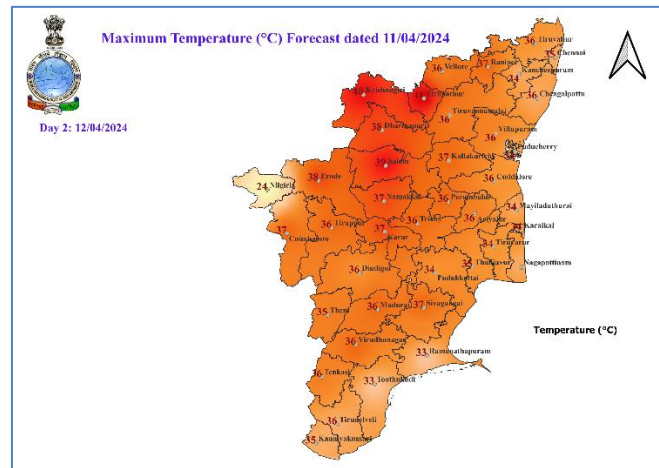 Maximum Temperature (°C) Forecast dated 11/04/2024
Day 2: 12/04/2024
36 Tiruvallur
35 Chennai
37 Ranipet
36 Vellore
34 Kancheepuram
36 Chengalpattu
Krishnagiri
Tirupathur
36 Tiruvannamalai
38 Dharmapuri
36 Villupuram
Puducherry
39 Salem
37 Kallakurichi
36 Cuddalore
24 Nilgiris
38 Erode
37 Namakkal
36 Perambalur
34 Mayiladuthurai
36 Tiruppur
36 Trichy
36 Ariyalur
Karaikal
37 Coimbatore
37 Karur
34 Tiruvarur
35 Thanjavur
Nagapattinam
36 Dindigul
34 Pudukkottai
35 Theni
36 Madurai
37 Sivagangai
36 Virudhunagar
33 Ramanathapuram
36 Tenkasi
33 Toothukudi
36 Tirunelveli
35 Kanniyakumari
Temperature (°C)